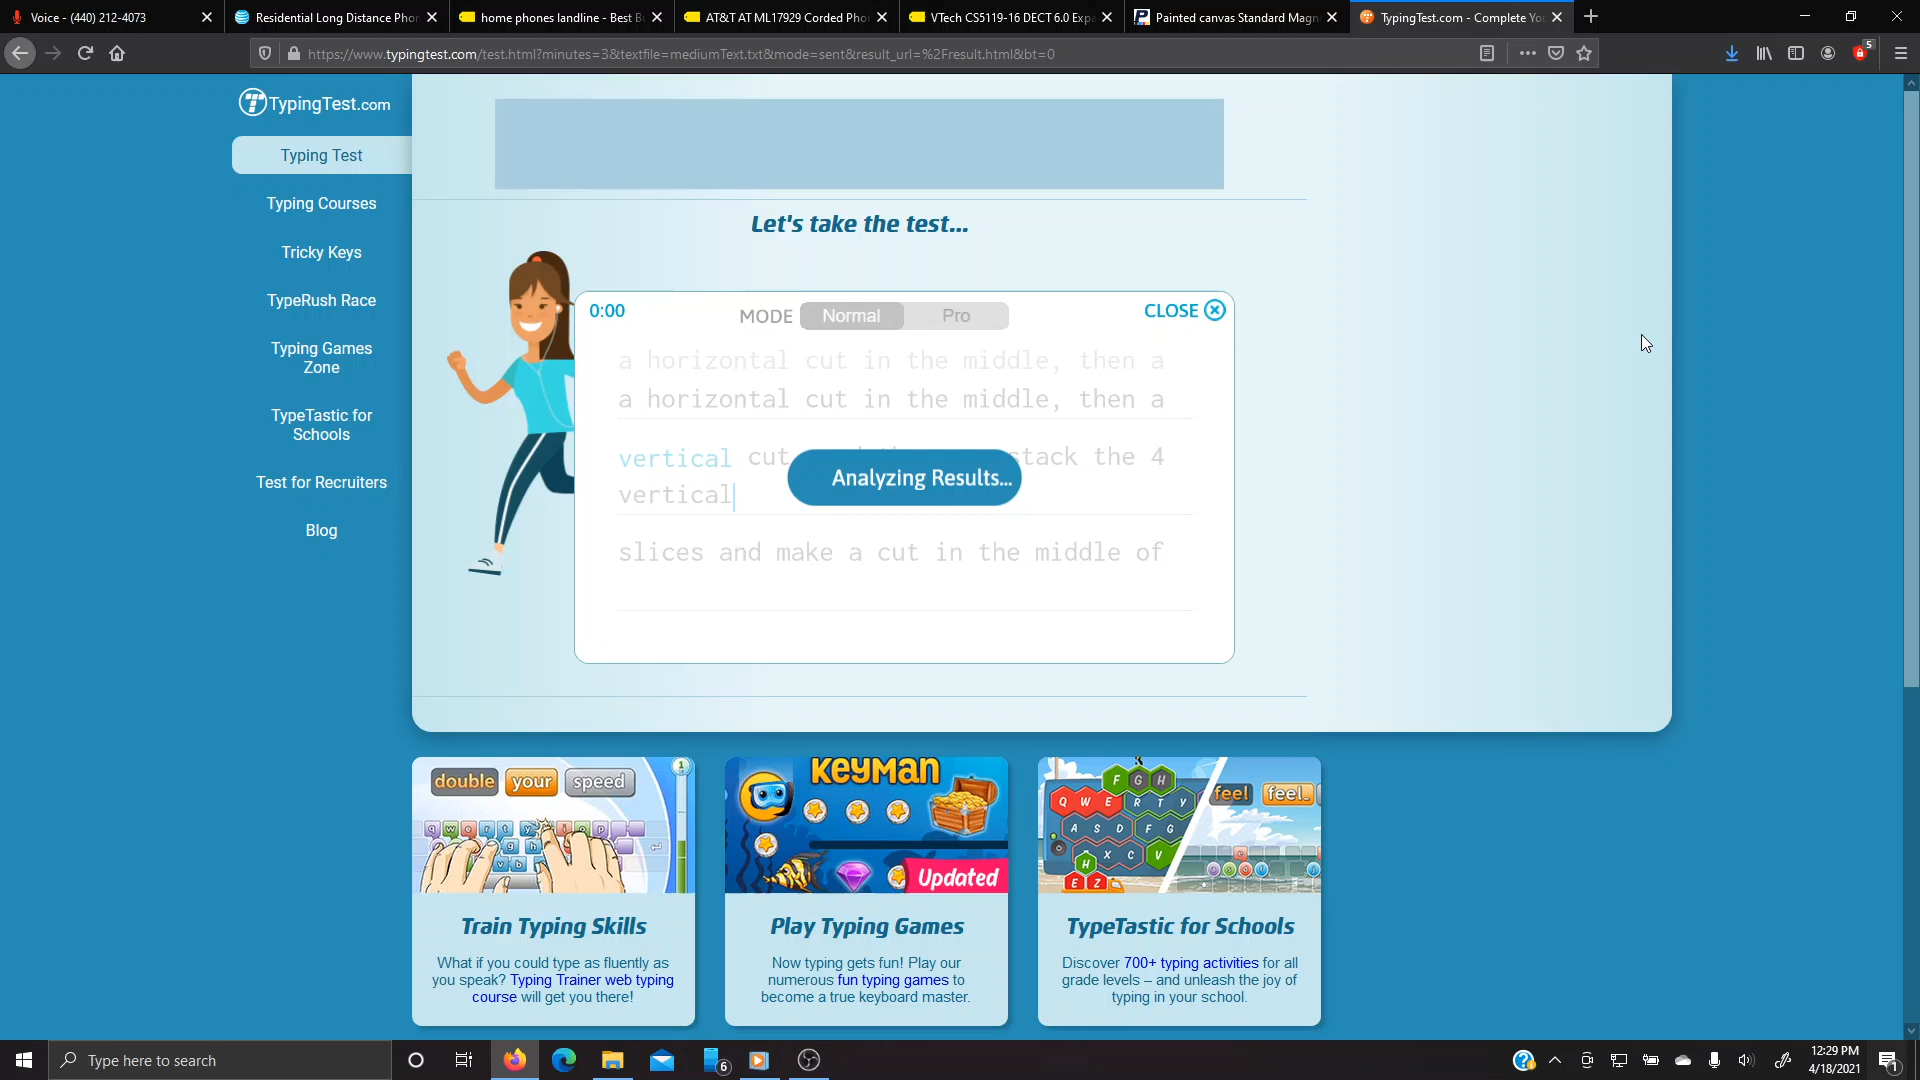 Voice - (440) 212-4073
Residential Long Distance Phon
home phones landline - Best B
AT&T AT ML17929 Corded Pho
VTech CS5119-16 DECT 6.0 Expa
Painted canvas Standard Magn
TypingTest.com - Complete Yo
https://www.typingtest.com/test.html?minutes=3&textfile=mediumText.txt&mode=sent&result_url=%2Fresult.html&bt=0
5
TypingTest.com
Typing Test
Typing Courses
Tricky Keys
TypeRush Race
Typing Games
Zone
TypeTastic for
Schools
Test for Recruiters
Blog
Let's take the test...
0:00
MODE Normal Pro
CLOSE
a horizontal cut in the middle, then a
a horizontal cut in the middle, then a
vertical cut stack the 4
vertical
Analyzing Results...
slices and make a cut in the middle of
double your speed
1
KeyMan
Updated
Q W E R T Y
F G H
A S D F G
X C V
H
E Z
feel feel_
Train Typing Skills
What if you could type as fluently as
you speak? Typing Trainer web typing
course will get you there!
Play Typing Games
Now typing gets fun! Play our
numerous fun typing games to
become a true keyboard master.
TypeTastic for Schools
Discover 700+ typing activities for all
grade levels – and unleash the joy of
typing in your school.
Type here to search
6
12:29 PM
4/18/2021
1